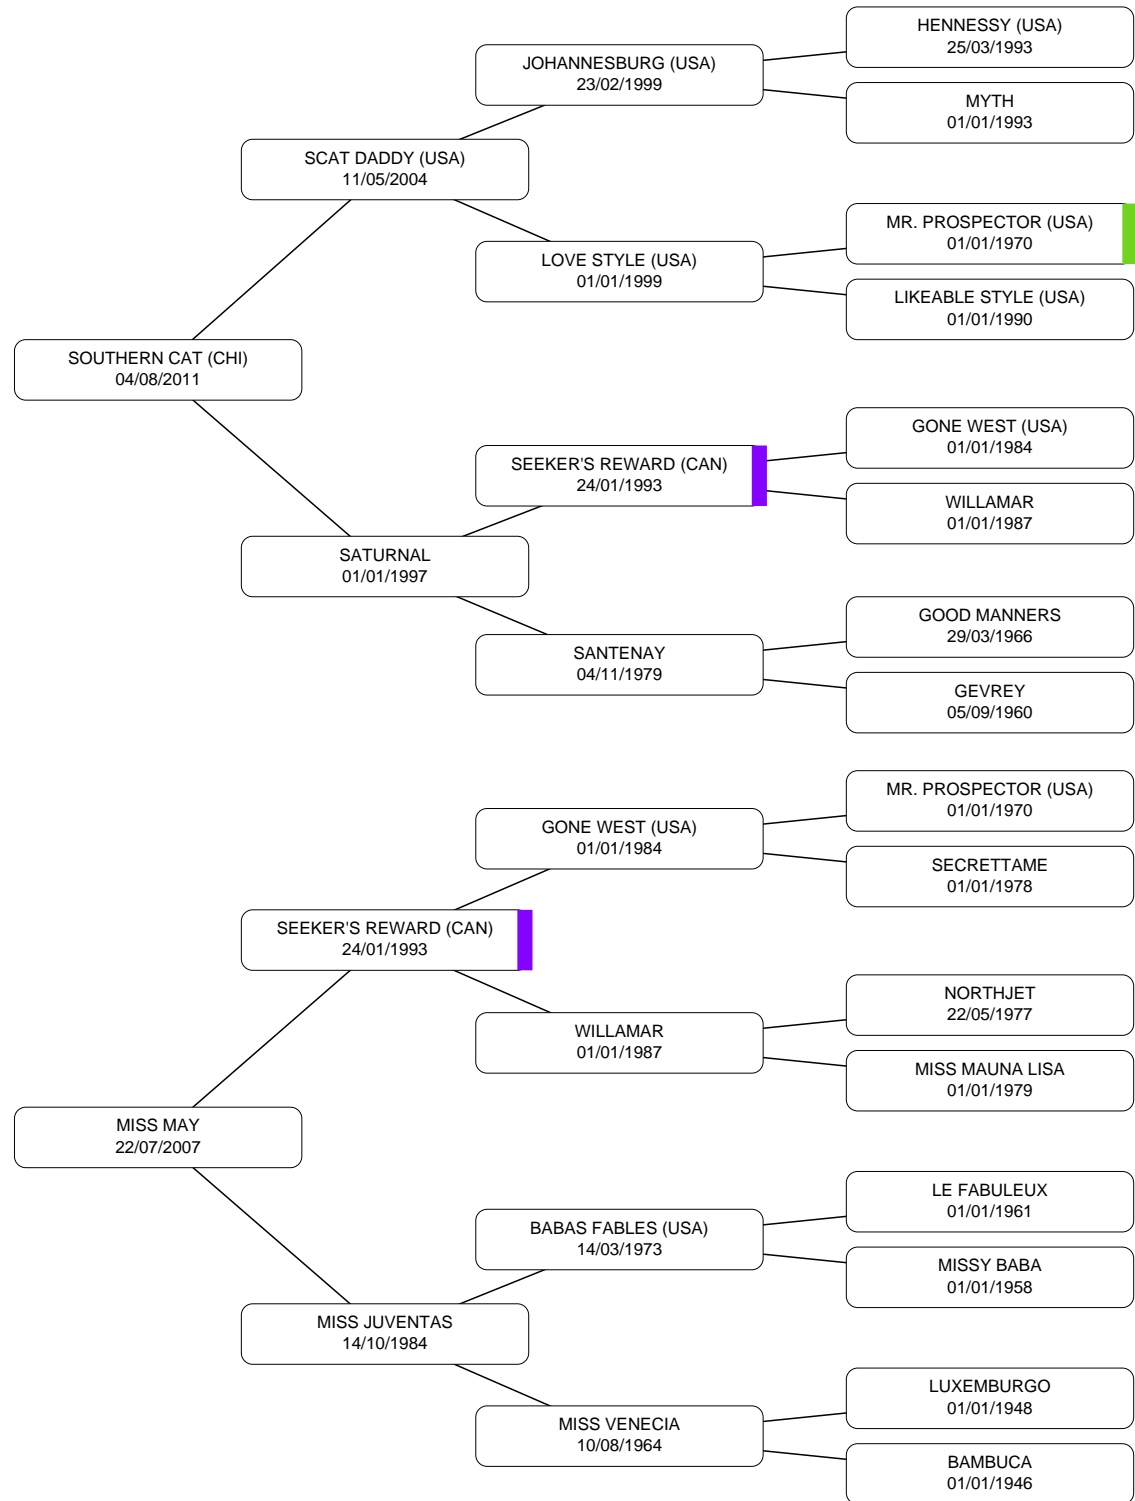 HENNESSY (USA)
25/03/1993
JOHANNESBURG (USA)
23/02/1999
MYTH
01/01/1993
SCAT DADDY (USA)
11/05/2004
MR. PROSPECTOR (USA)
01/01/1970
LOVE STYLE (USA)
01/01/1999
LIKEABLE STYLE (USA)
01/01/1990
SOUTHERN CAT (CHI)
04/08/2011
GONE WEST (USA)
01/01/1984
SEEKER'S REWARD (CAN)
24/01/1993
WILLAMAR
01/01/1987
SATURNAL
01/01/1997
GOOD MANNERS
29/03/1966
SANTENAY
04/11/1979
GEVREY
05/09/1960
MR. PROSPECTOR (USA)
01/01/1970
GONE WEST (USA)
01/01/1984
SECRETTAME
01/01/1978
SEEKER'S REWARD (CAN)
24/01/1993
NORTHJET
22/05/1977
WILLAMAR
01/01/1987
MISS MAUNA LISA
01/01/1979
MISS MAY
22/07/2007
LE FABULEUX
01/01/1961
BABAS FABLES (USA)
14/03/1973
MISSY BABA
01/01/1958
MISS JUVENTAS
14/10/1984
LUXEMBURGO
01/01/1948
MISS VENECIA
10/08/1964
BAMBUCA
01/01/1946